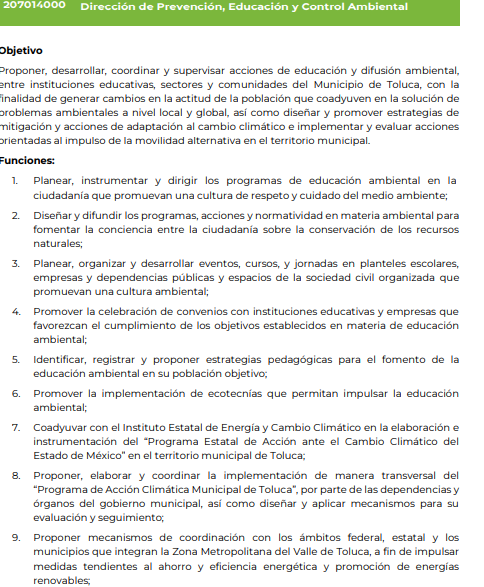 207014000 Dirección de Prevención, Educación y Control Ambiental
Objetivo
Proponer, desarrollar, coordinar y supervisar acciones de educación y difusión ambiental,
entre instituciones educativas, sectores y comunidades del Municipio de Toluca, con la
finalidad de generar cambios en la actitud de la población que coadyuven en la solución de
problemas ambientales a nivel local y global, así como diseñar y promover estrategias de
mitigación y acciones de adaptación al cambio climático e implementar y evaluar acciones
orientadas al impulso de la movilidad alternativa en el territorio municipal.
Funciones:
1. Planear, instrumentar y dirigir los programas de educación ambiental en la
ciudadanía que promuevan una cultura de respeto y cuidado del medio ambiente;
2. Diseñar y difundir los programas, acciones y normatividad en materia ambiental para
fomentar la conciencia entre la ciudadanía sobre la conservación de los recursos
naturales;
3. Planear, organizar y desarrollar eventos, cursos, y jornadas en planteles escolares,
empresas y dependencias públicas y espacios de la sociedad civil organizada que
promuevan una cultura ambiental;
4. Promover la celebración de convenios con instituciones educativas y empresas que
favorezcan el cumplimiento de los objetivos establecidos en materia de educación
ambiental;
5. Identificar, registrar y proponer estrategias pedagógicas para el fomento de la
educación ambiental en su población objetivo;
6. Promover la implementación de ecotecnias que permitan impulsar la educación
ambiental;
7. Coadyuvar con el Instituto Estatal de Energía y Cambio Climático en la elaboración e
instrumentación del "Programa Estatal de Acción ante el Cambio Climático del
Estado de México" en el territorio municipal de Toluca;
8. Proponer, elaborar y coordinar la implementación de manera transversal del
"Programa de Acción Climática Municipal de Toluca", por parte de las dependencias y
órganos del gobierno municipal, así como diseñar y aplicar mecanismos para su
evaluación y seguimiento;
9. Proponer mecanismos de coordinación con los ámbitos federal, estatal y los
municipios que integran la Zona Metropolitana del Valle de Toluca, a fin de impulsar
medidas tendientes al ahorro y eficiencia energética y promoción de energías
renovables;